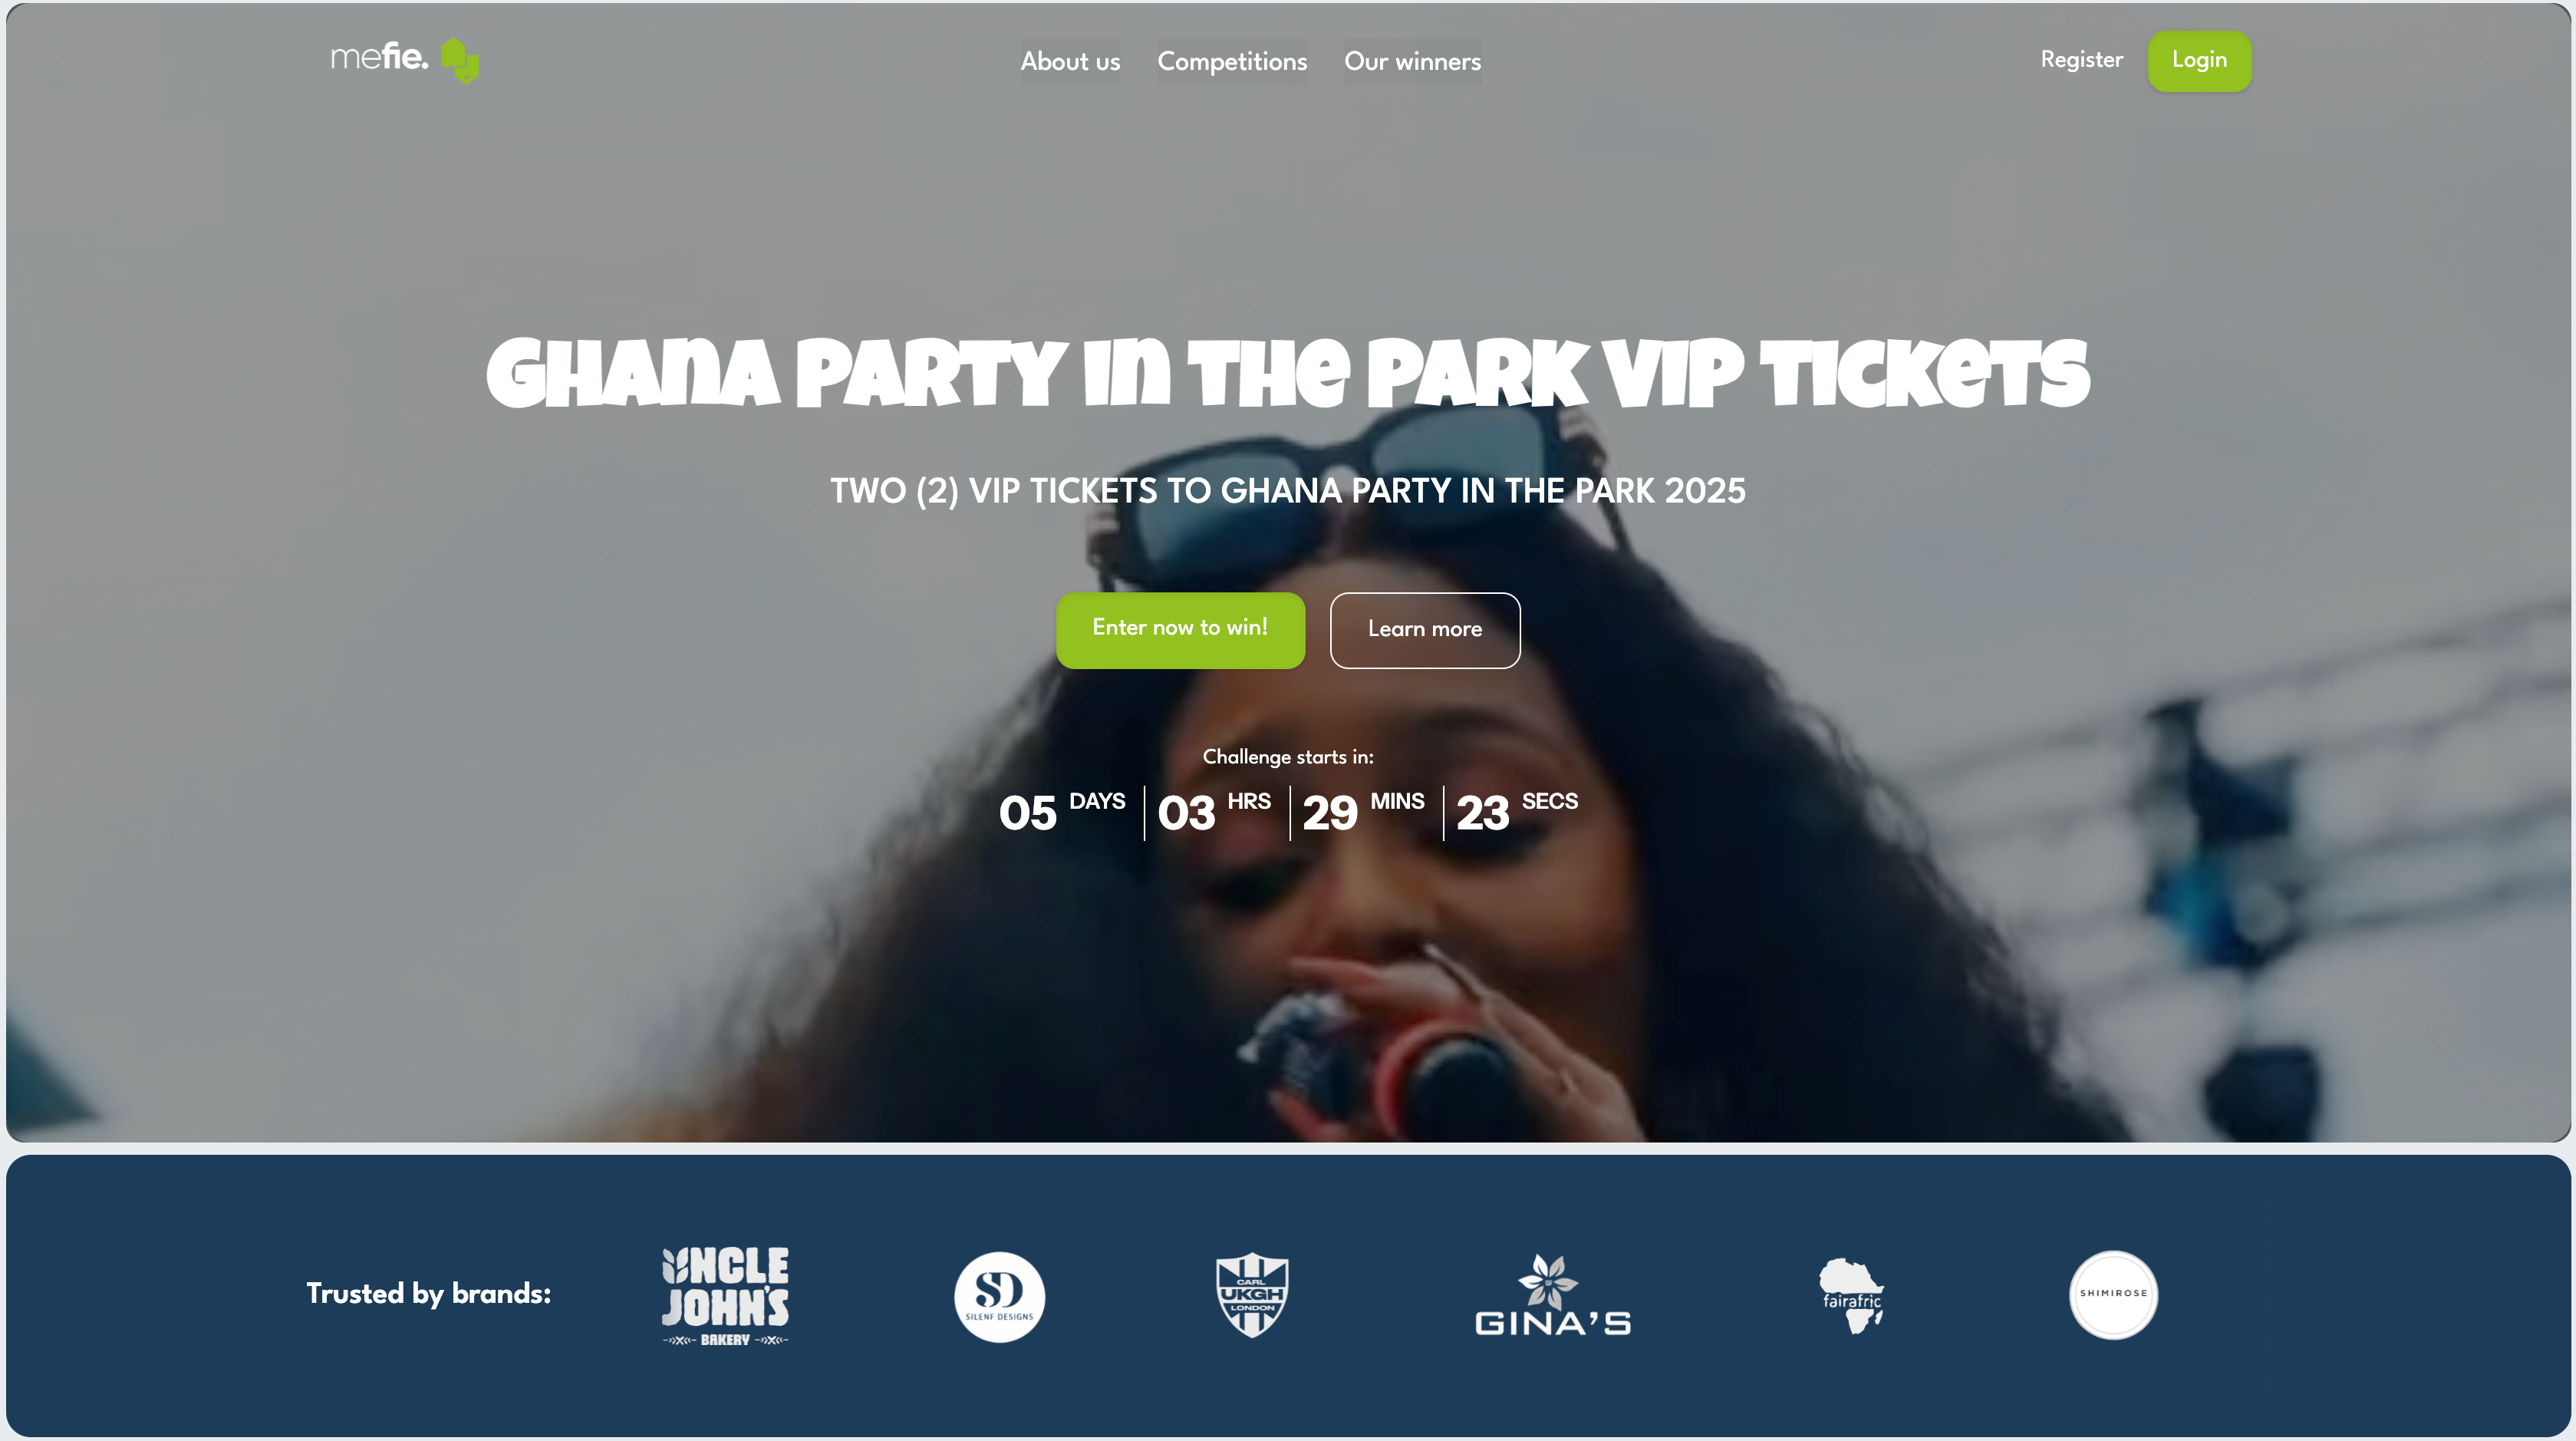 mefie.
About us Competitions Our winners
Register Login
GHANA PARTY IN THE PARK VIP TICKETS
TWO (2) VIP TICKETS TO GHANA PARTY IN THE PARK 2025
Enter now to win! Learn more
Challenge starts in:
05 DAYS 03 HRS 29 MINS 23 SECS
Trusted by brands:
UNCLE
JOHN'S
BAKERY
SD
SILENF DESIGNS
CARL
UKGH
LONDON
GINA'S
fairafric
SHIMIROSE